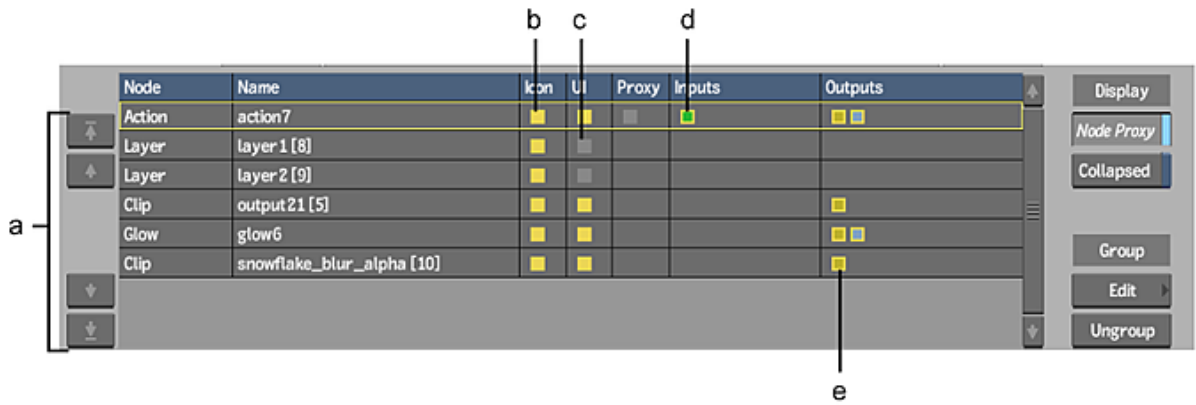 b c d
Node Name Icon UI Proxy Inputs Outputs Display
Action action7 Node Proxy
Layer layer1 [8]
Layer layer2 [9] Collapsed
Clip output21 [5]
a
Glow glow6 Group
Clip snowflake_blur_alpha [10]
Edit
Ungroup
e